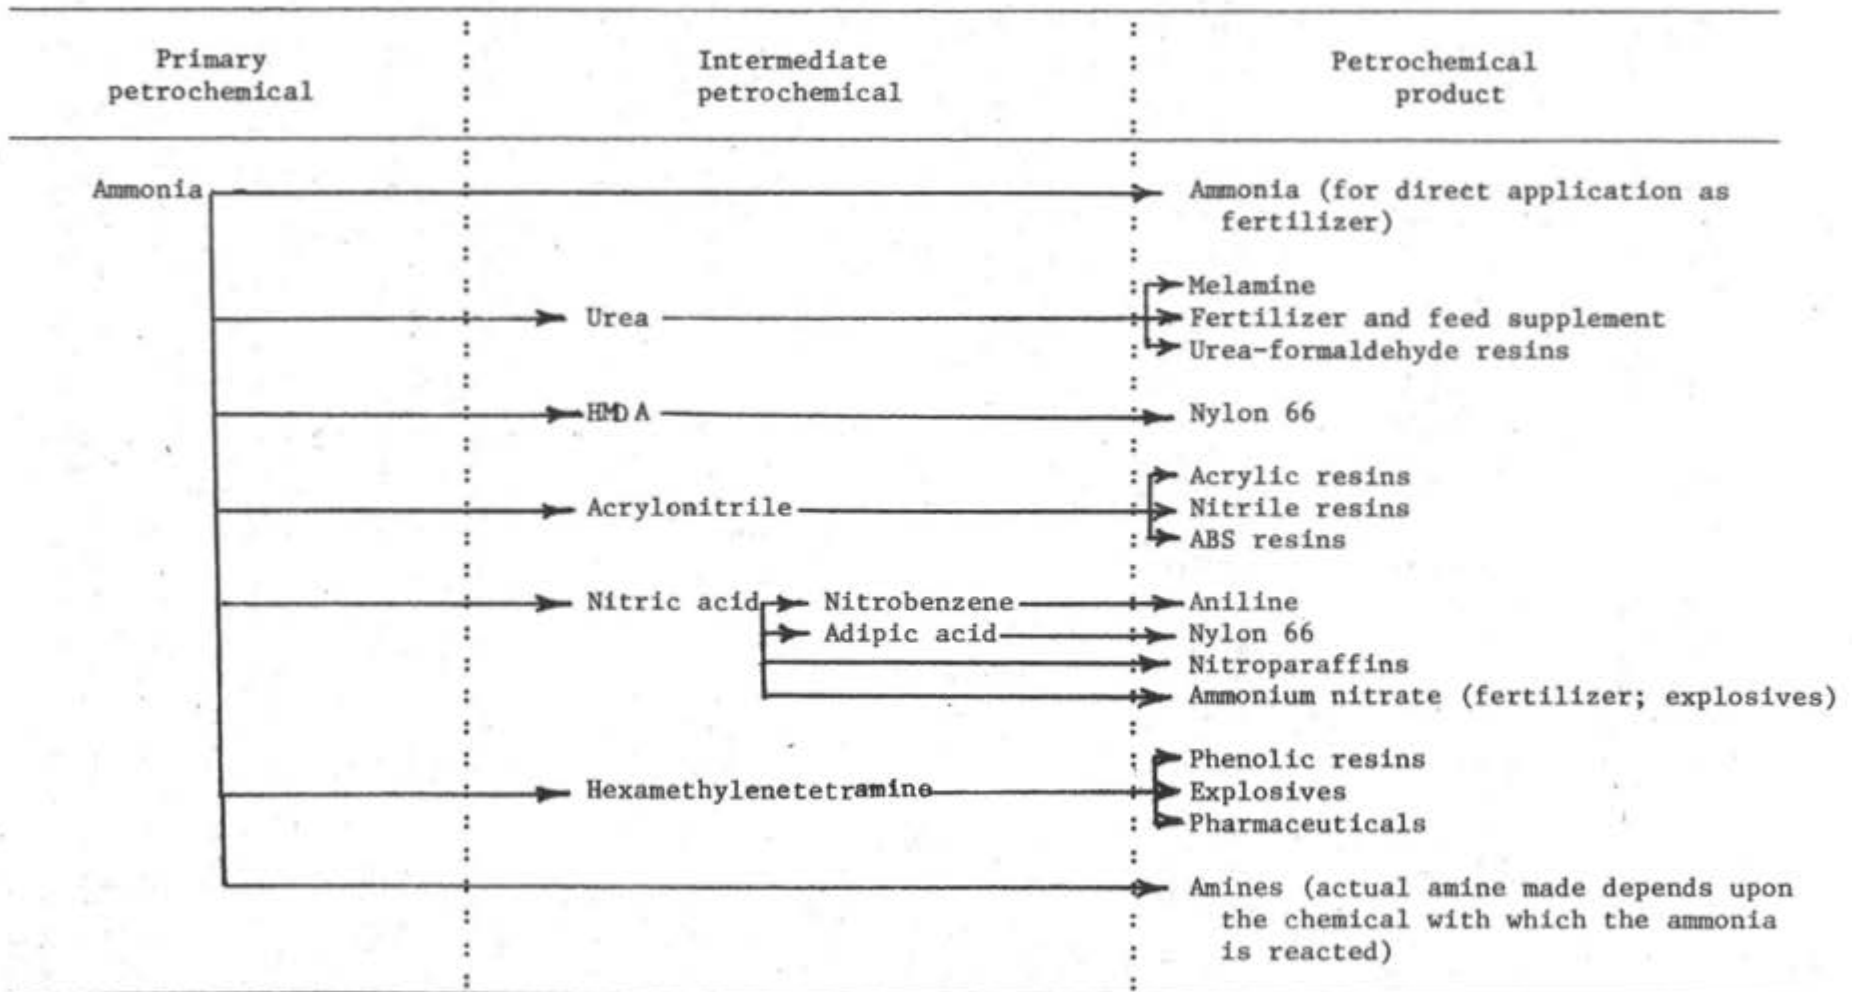 Primary
petrochemical
Intermediate
petrochemical
Petrochemical
product
Ammonia
Ammonia (for direct application as
fertilizer)
Melamine
Urea
Fertilizer and feed supplement
Urea-formaldehyde resins
HMDA
Nylon 66
Acrylic resins
Acrylonitrile
Nitrile resins
ABS resins
Nitric acid
Nitrobenzene
Aniline
Adipic acid
Nylon 66
Nitroparaffins
Ammonium nitrate (fertilizer; explosives)
Phenolic resins
Hexamethylenetetramine
Explosives
Pharmaceuticals
Amines (actual amine made depends upon
the chemical with which the ammonia
is reacted)